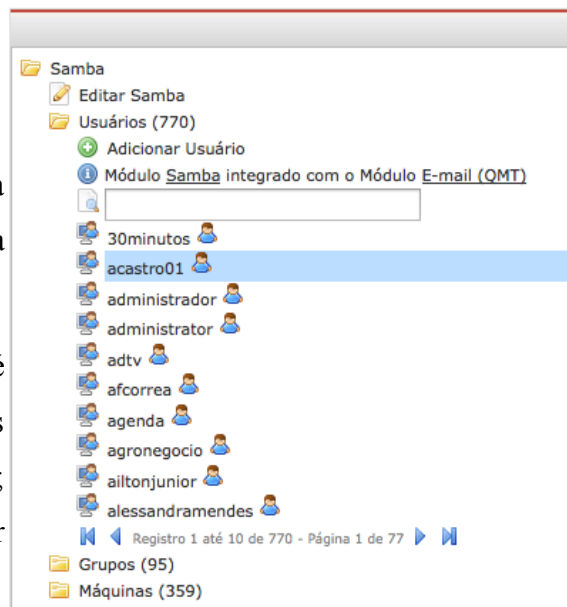 Samba
Editar Samba
Usuários (770)
Adicionar Usuário
Módulo Samba integrado com o Módulo E-mail (QMT)
30minutos
acastro01
administrador
administrator
adtv
afcorrea
agenda
agronegocio
ailtonjunior
alessandramendes
Registro 1 até 10 de 770 - Página 1 de 77
Grupos (95)
Máquinas (359)